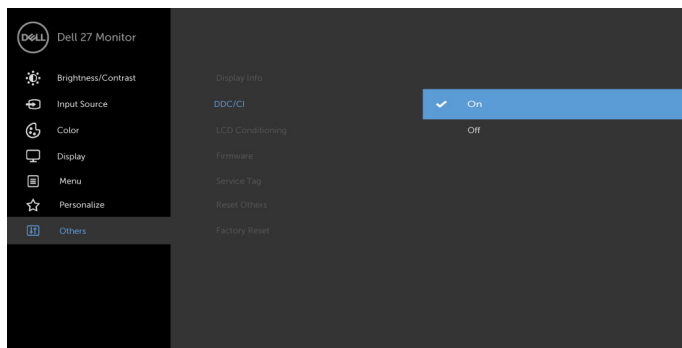 DELL Dell 27 Monitor
Brightness/Contrast
Display Info
Input Source
DDC/CI
On
Color
LCD Conditioning
Off
Display
Firmware
Menu
Service Tag
Personalize
Reset Others
Others
Factory Reset